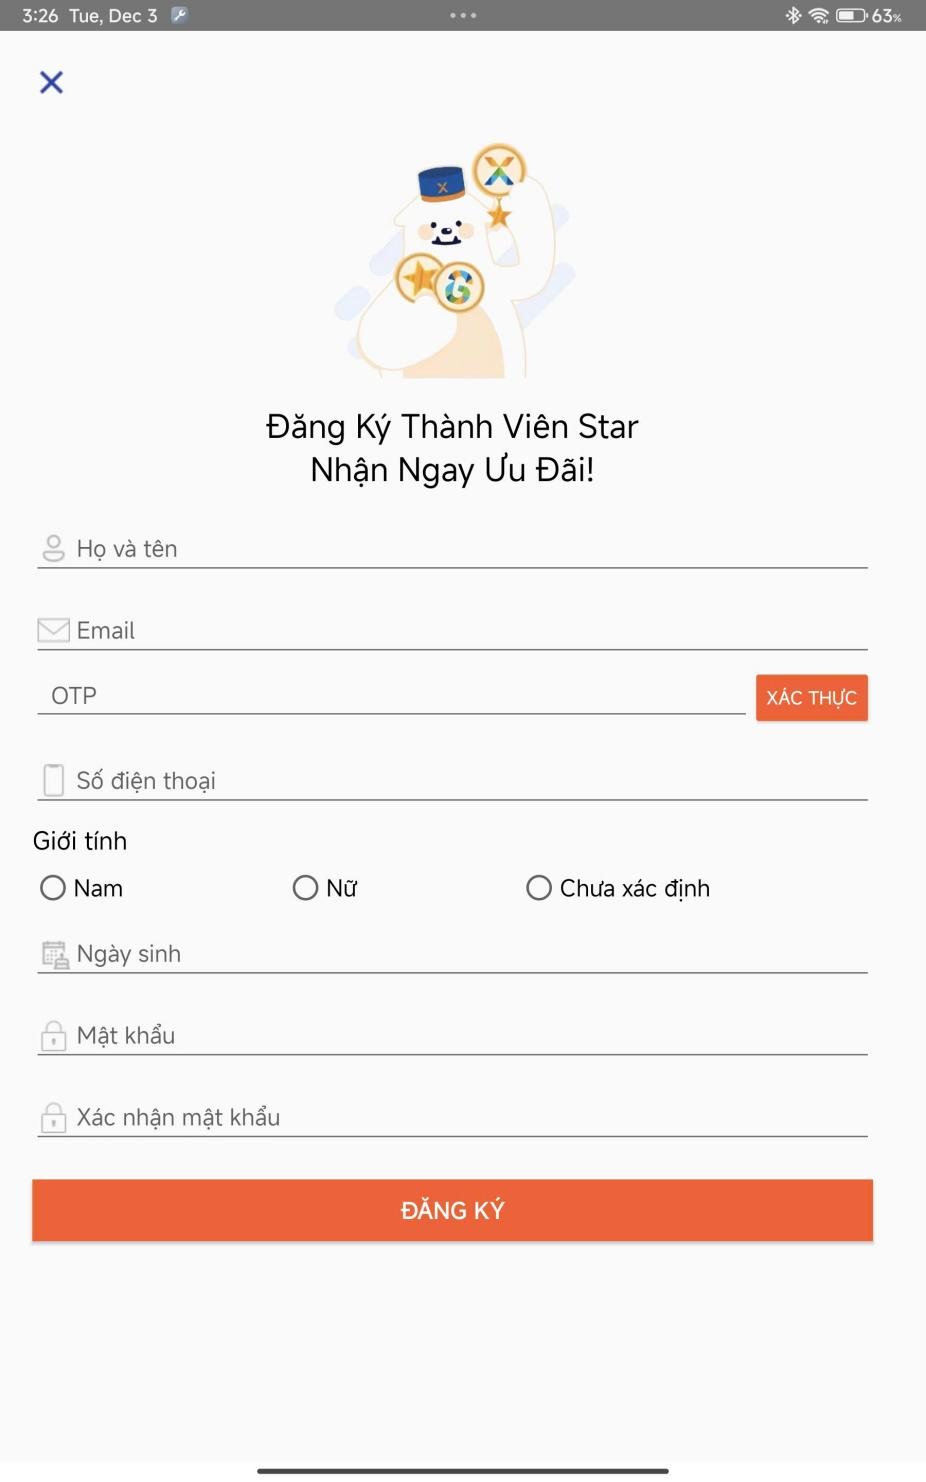 3:26 Tue, Dec 3
63%
X
X
G
Đăng Ký Thành Viên Star
Nhận Ngay Ưu Đãi!
Họ và tên
Email
OTP
XÁC THỰC
Số điện thoại
Giới tính
Nam
Nữ
Chưa xác định
Ngày sinh
Mật khẩu
Xác nhận mật khẩu
ĐĂNG KÝ